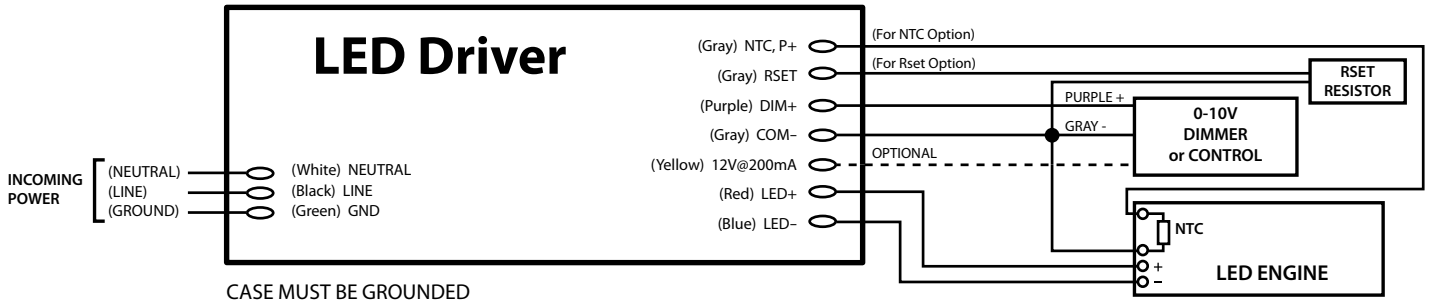 LED Driver
(Gray) NTC, P+
(For NTC Option)
(Gray) RSET
(For Rset Option)
RSET
RESISTOR
(Purple) DIM+
PURPLE +
(Gray) COM–
GRAY -
0-10V
DIMMER
or CONTROL
(Yellow) 12V@200mA
OPTIONAL
(Red) LED+
(Blue) LED–
INCOMING
POWER
(NEUTRAL)
(White) NEUTRAL
(LINE)
(Black) LINE
(GROUND)
(Green) GND
NTC
+
–
LED ENGINE
CASE MUST BE GROUNDED